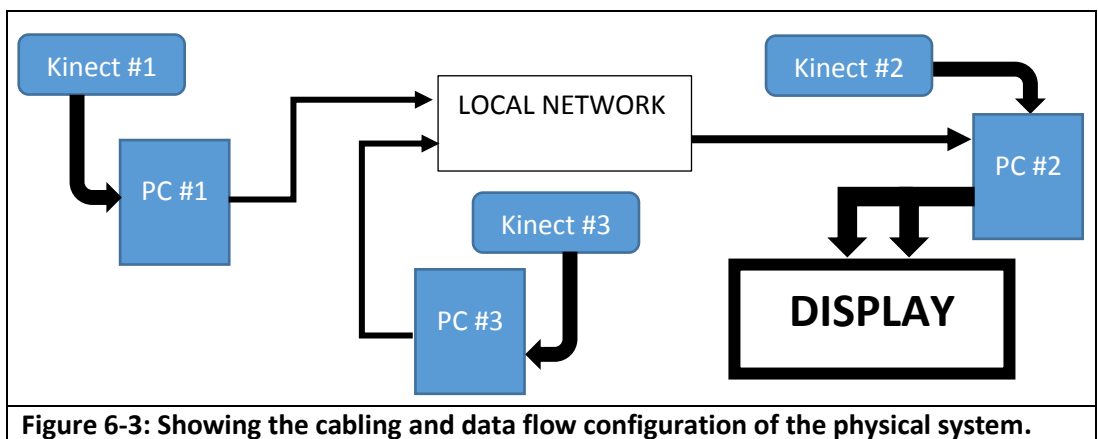 Kinect #1
Kinect #2
LOCAL NETWORK
PC #1
PC #2
Kinect #3
PC #3
DISPLAY
Figure 6-3: Showing the cabling and data flow configuration of the physical system.